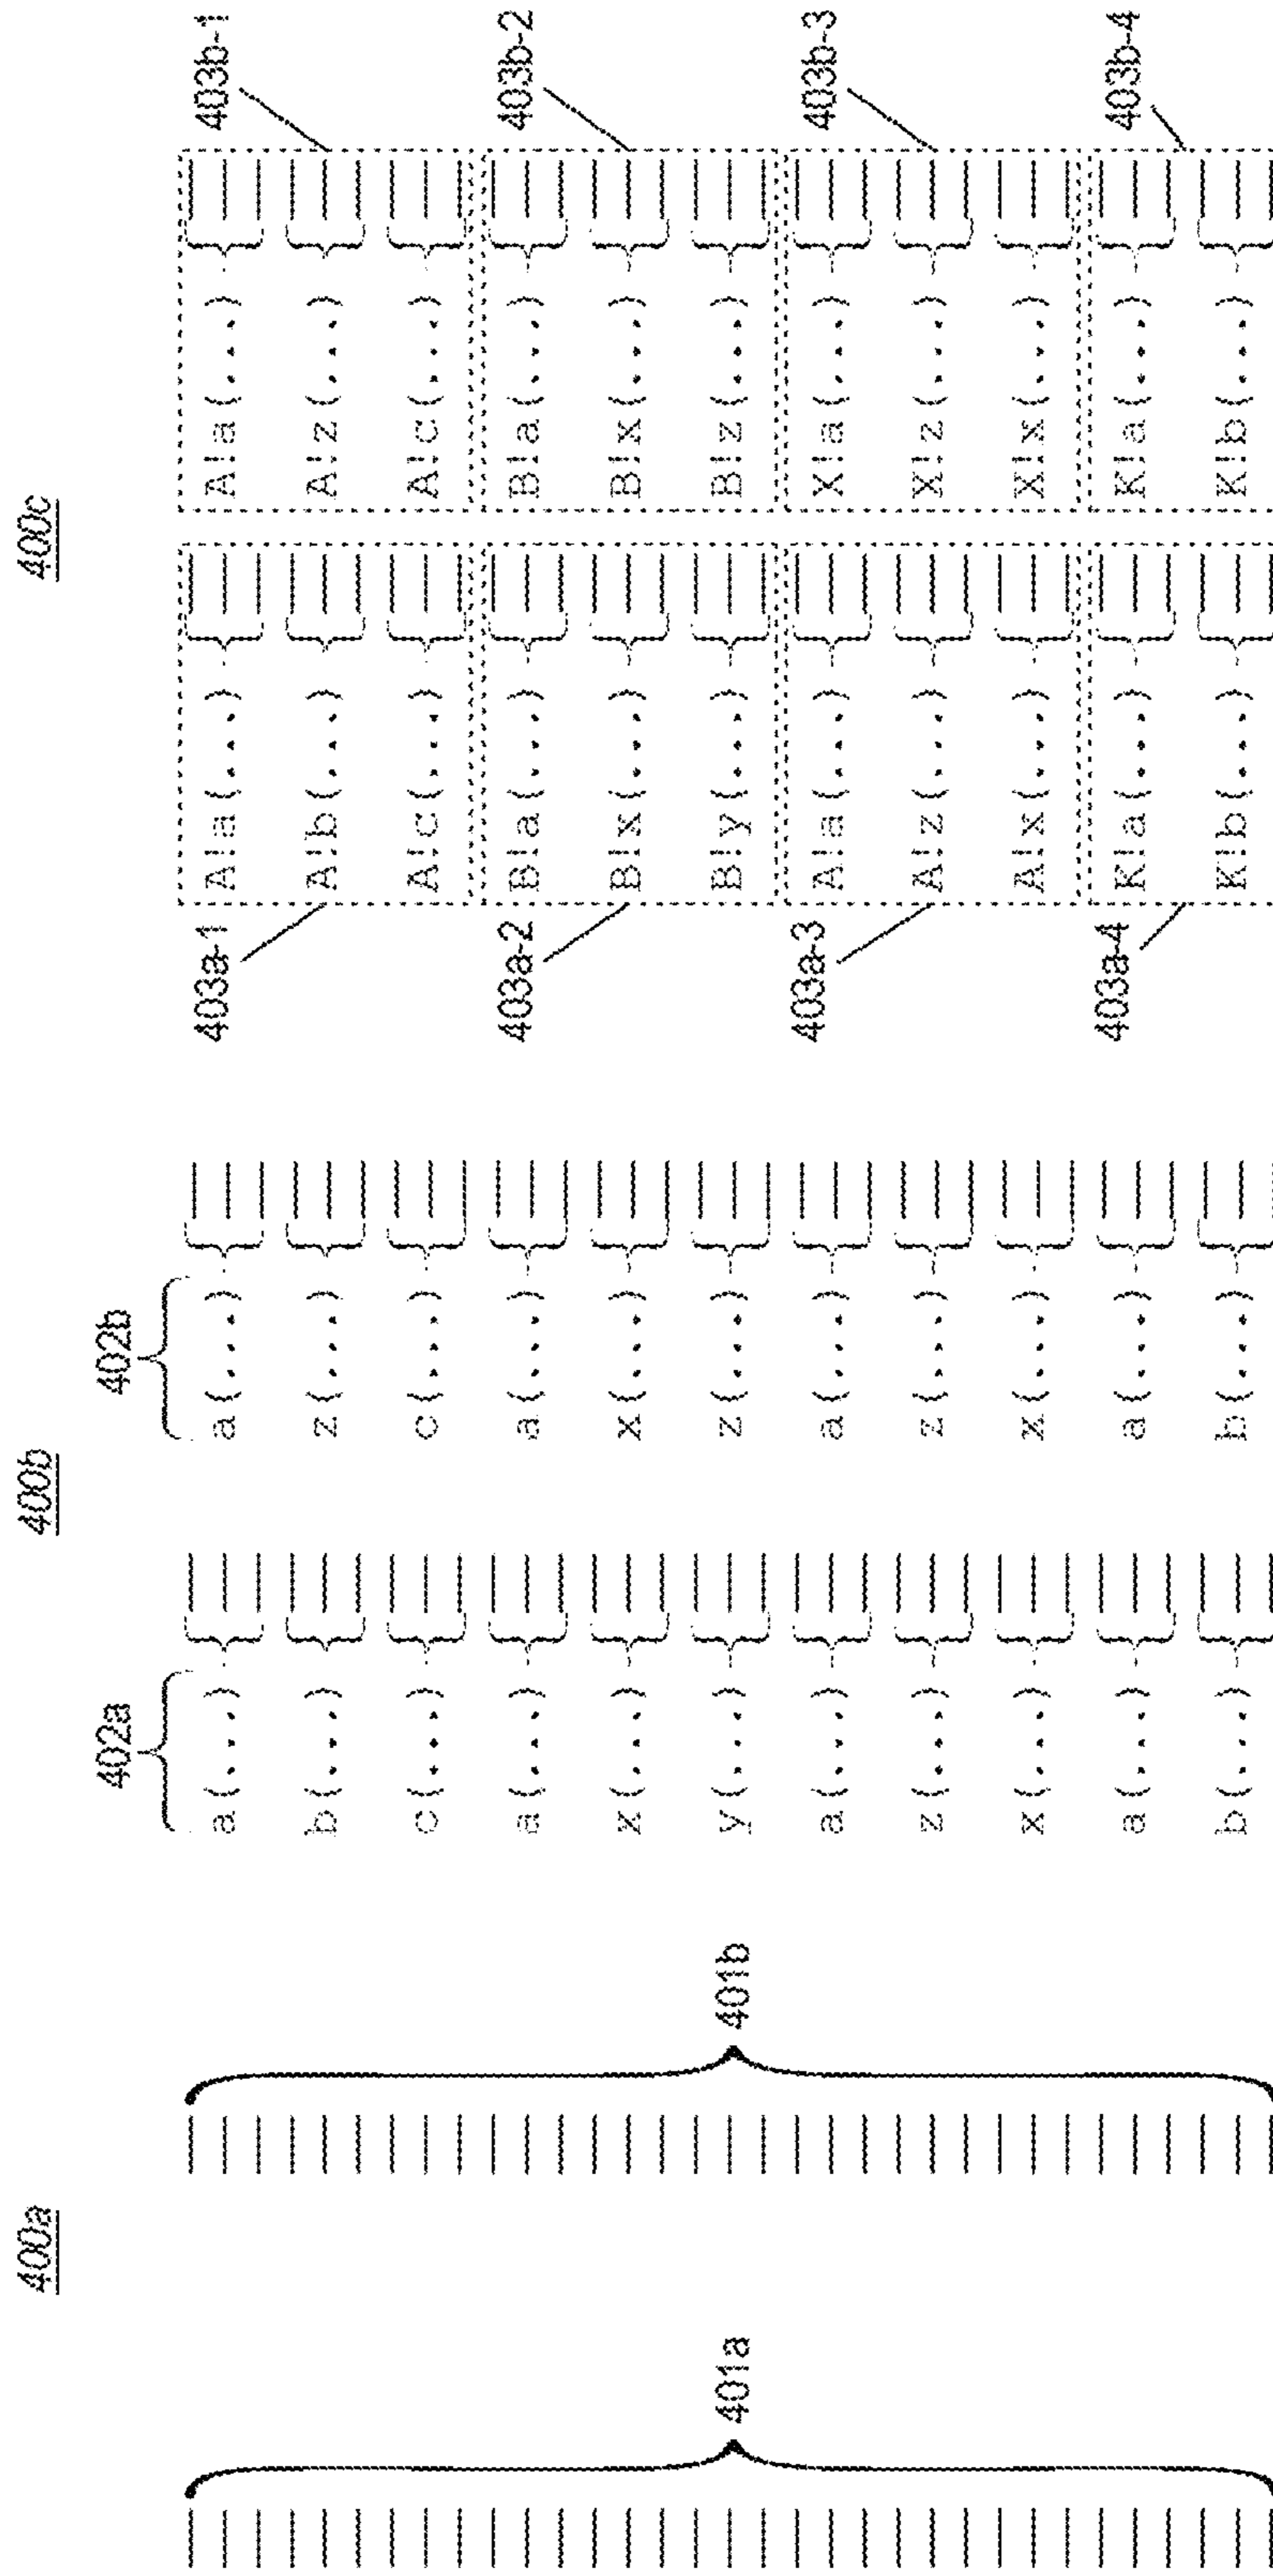 400a 400b 400c
402a 402b
a(...) a(...) 403a-1 A!a(...) A!a(...) 403b-1
b(...) z(...) A!b(...) A!z(...)
c(...) c(...) A!c(...) A!c(...)
a(...) a(...) 403a-2 B!a(...) B!a(...) 403b-2
x(...) x(...) B!x(...) B!x(...)
401a 401b y(...) z(...) B!y(...) B!z(...)
a(...) a(...) 403a-3 A!a(...) X!a(...) 403b-3
z(...) z(...) A!z(...) X!z(...)
x(...) x(...) A!x(...) X!x(...)
a(...) a(...) 403a-4 K!a(...) K!a(...) 403b-4
b(...) b(...) K!b(...) K!b(...)